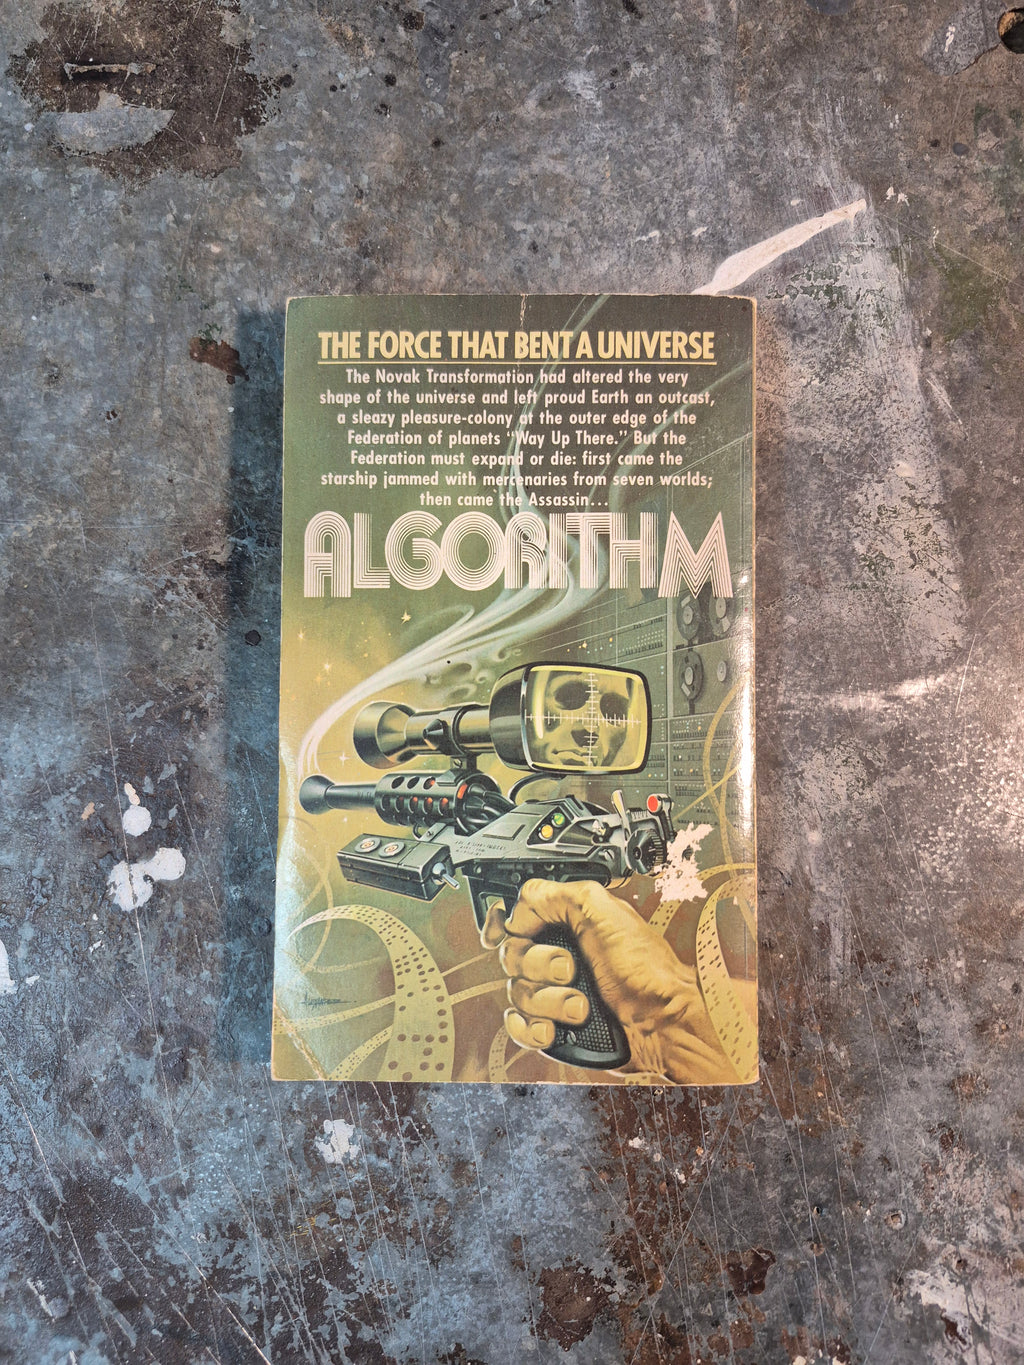 THE FORCE THAT BENT A UNIVERSE
The Novak Transformation had altered the very
shape of the universe and left proud Earth an outcast,
a sleazy pleasure-colony at the outer edge of the
Federation of planets "Way Up There." But the
Federation must expand or die: first came the
starship jammed with mercenaries from seven worlds;
then came the Assassin...
ALGORITHM